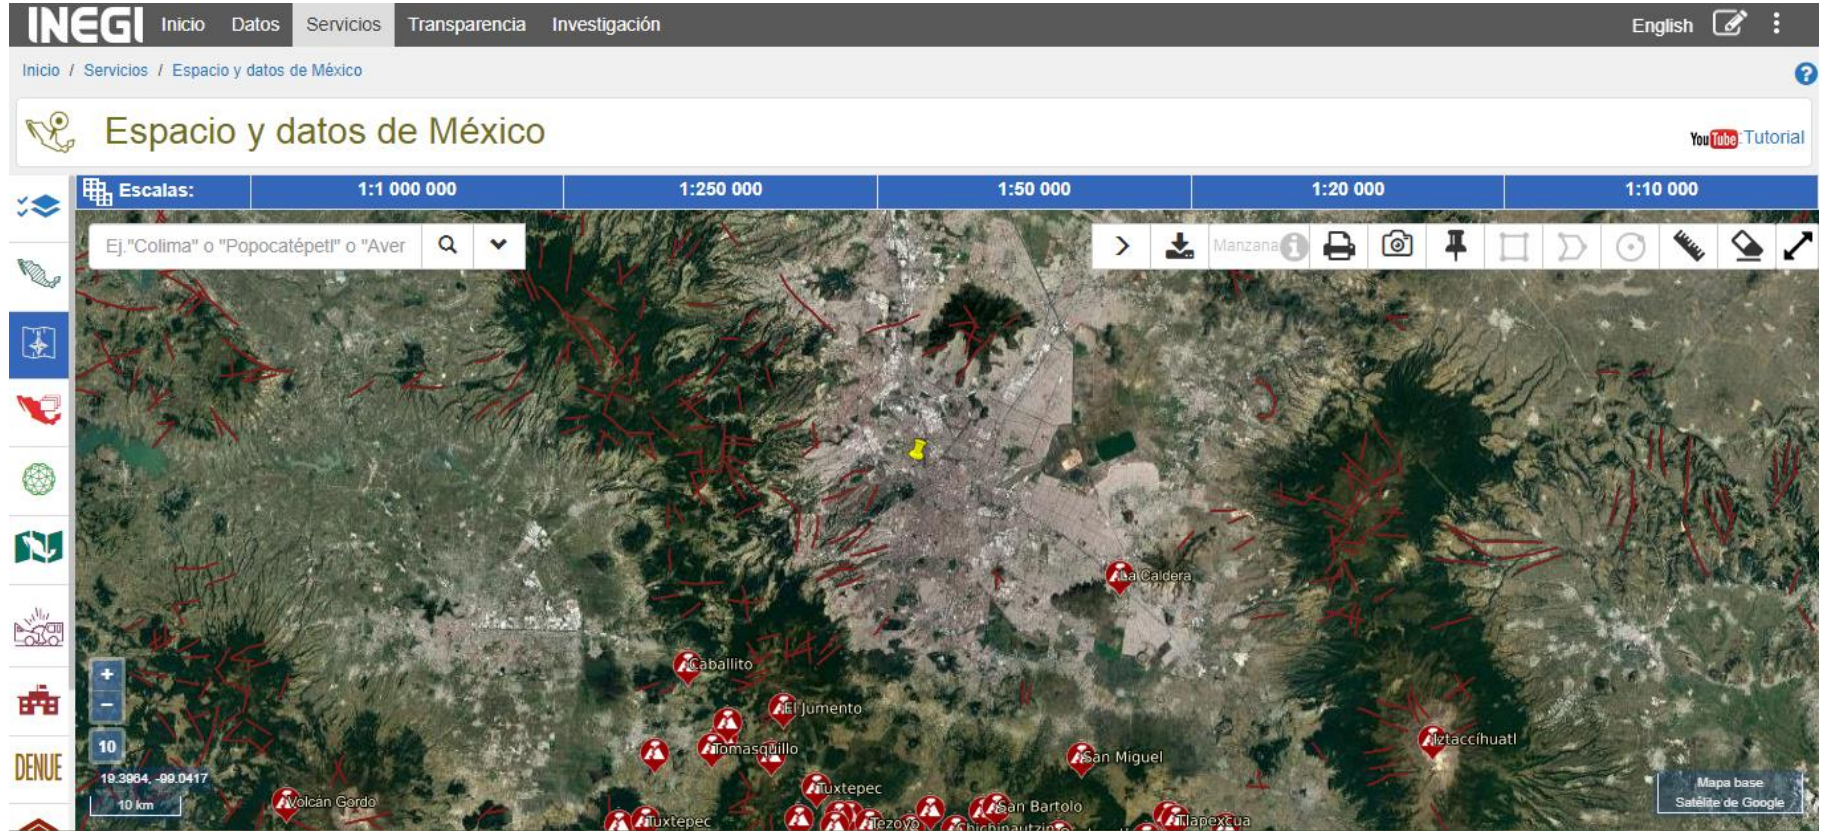 INEGI Inicio Datos Servicios Transparencia Investigación English
Inicio / Servicios / Espacio y datos de México
?
Espacio y datos de México
YouTube:Tutorial
Escalas: 1:1 000 000 1:250 000 1:50 000 1:20 000 1:10 000
Ej."Colima" o "Popocatépetl" o "Aver
Manzana
La Caldera
Caballito
El Jumento
Iztaccíhuatl
Tomasquillo
San Miguel
Tuxtepec
Volcán Gordo
San Bartolo
Tuxtepec
Tezoyo
Chichinautzin
Tlapexcua
+
−
10
19.3964, -99.0417
10 km
DENUE
Mapa base
Satélite de Google